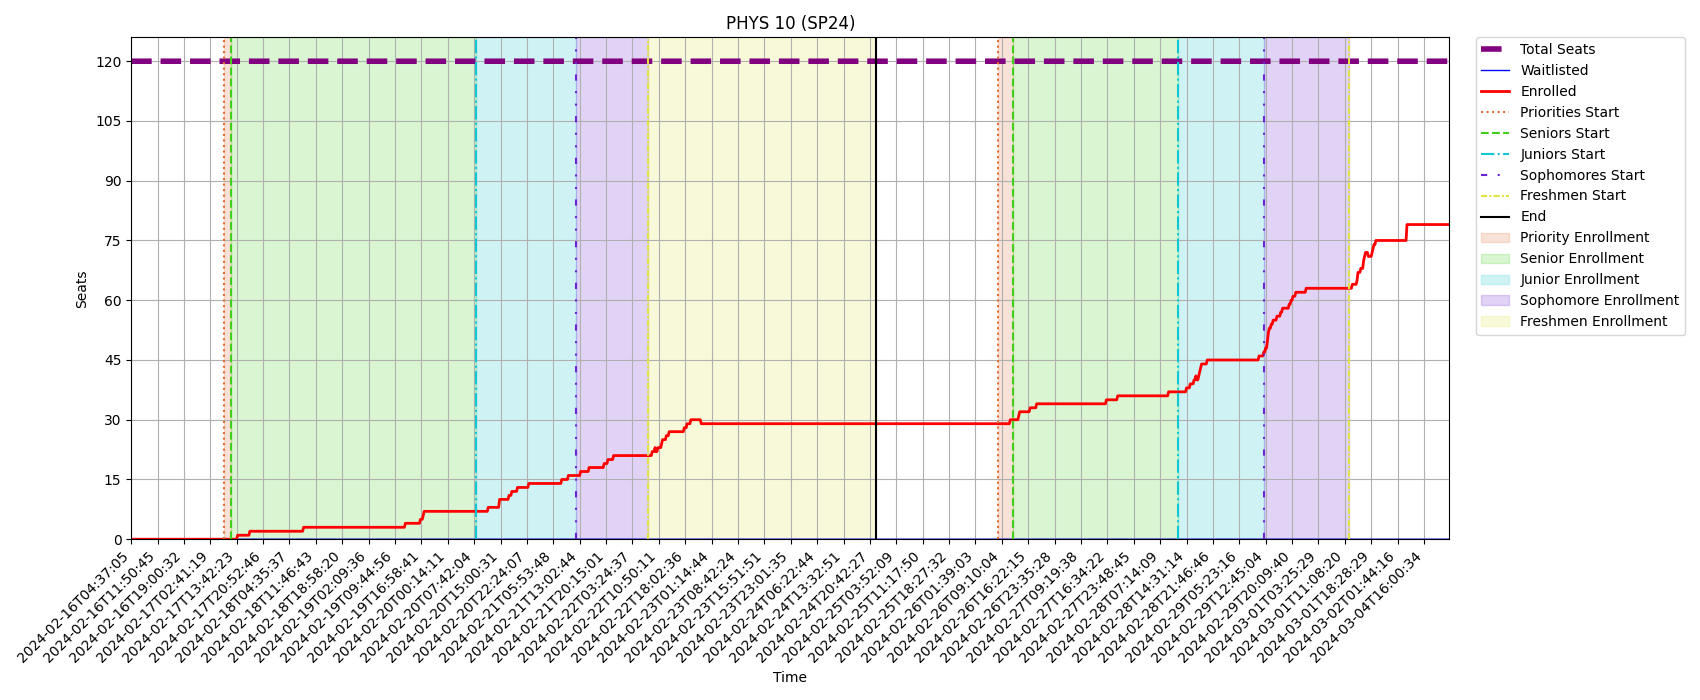 PHYS 10 (SP24)
Seats
120
105
90
75
60
45
30
15
0
2024-02-16T04:37:05
2024-02-16T11:50:45
2024-02-16T19:00:32
2024-02-17T02:41:19
2024-02-17T13:42:23
2024-02-17T20:52:46
2024-02-18T04:35:37
2024-02-18T11:46:43
2024-02-18T18:58:20
2024-02-19T02:09:36
2024-02-19T09:44:56
2024-02-19T16:58:41
2024-02-20T00:14:11
2024-02-20T07:42:04
2024-02-20T15:00:31
2024-02-20T22:24:07
2024-02-21T05:53:48
2024-02-21T13:02:44
2024-02-21T20:15:01
2024-02-22T03:24:37
2024-02-22T10:50:11
2024-02-22T18:02:36
2024-02-23T01:14:44
2024-02-23T08:42:24
2024-02-23T15:51:51
2024-02-23T23:01:35
2024-02-24T06:22:44
2024-02-24T13:32:51
2024-02-24T20:42:27
2024-02-25T03:52:09
2024-02-25T11:17:50
2024-02-25T18:27:32
2024-02-26T01:39:03
2024-02-26T09:10:04
2024-02-26T16:22:15
2024-02-26T23:35:28
2024-02-27T09:19:38
2024-02-27T16:34:22
2024-02-27T23:48:45
2024-02-28T07:14:09
2024-02-28T14:31:14
2024-02-28T21:46:46
2024-02-29T05:23:16
2024-02-29T12:45:04
2024-02-29T20:09:40
2024-03-01T03:25:29
2024-03-01T11:08:20
2024-03-01T18:28:29
2024-03-02T01:44:16
2024-03-04T16:00:34
Time
Total Seats
Waitlisted
Enrolled
Priorities Start
Seniors Start
Juniors Start
Sophomores Start
Freshmen Start
End
Priority Enrollment
Senior Enrollment
Junior Enrollment
Sophomore Enrollment
Freshmen Enrollment